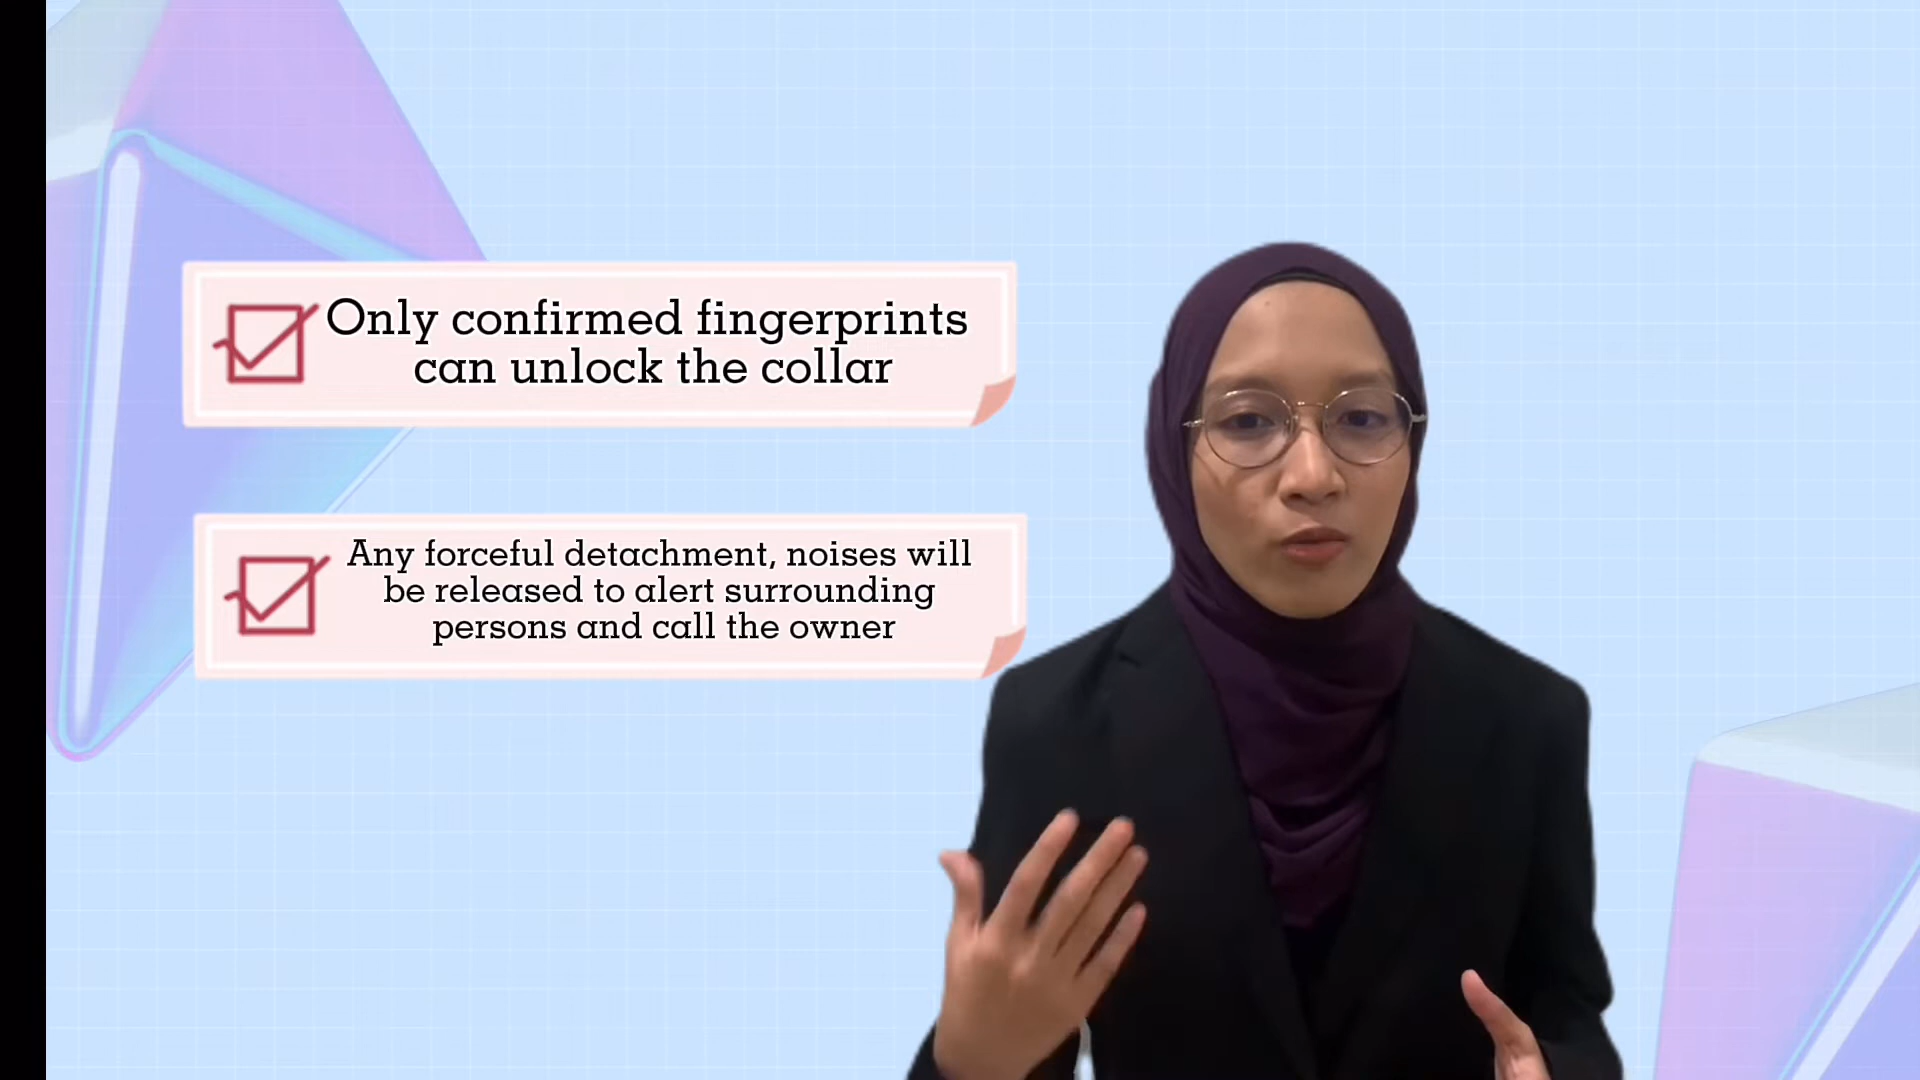 Only confirmed fingerprints
can unlock the collar
Any forceful detachment, noises will
be released to alert surrounding
persons and call the owner